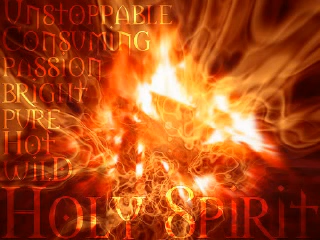 Unstoppable
Consuming
passion
bright
pure
Hot
wild
Holy Spirit